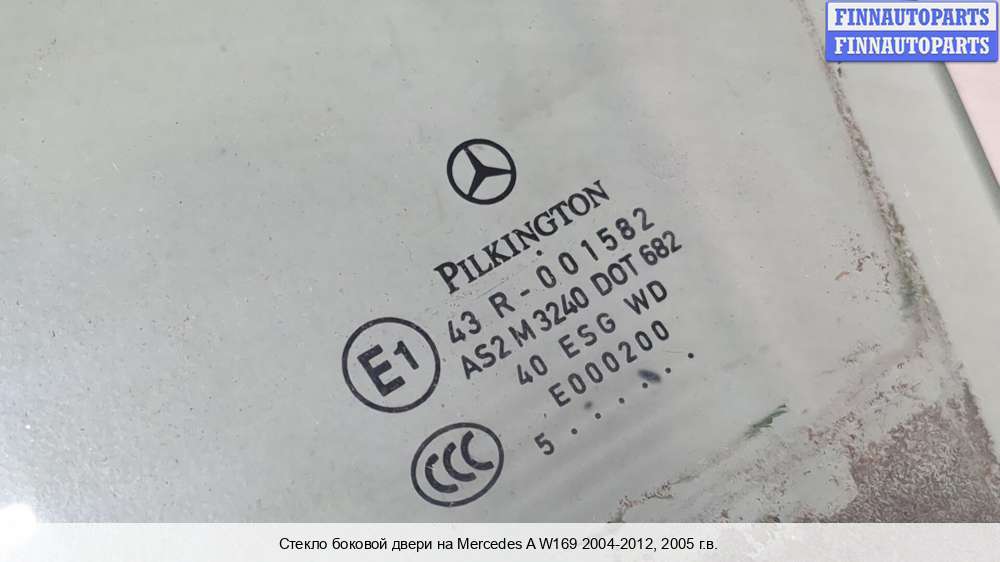 FINNAUTOPARTS
FINNAUTOPARTS
PILKINGTON
43 R - 001582
AS2 M 3240 DOT 682
40 ESG WD
E000200
5 . . . . .
E1
CCC
Стекло боковой двери на Mercedes A W169 2004-2012, 2005 г.в.